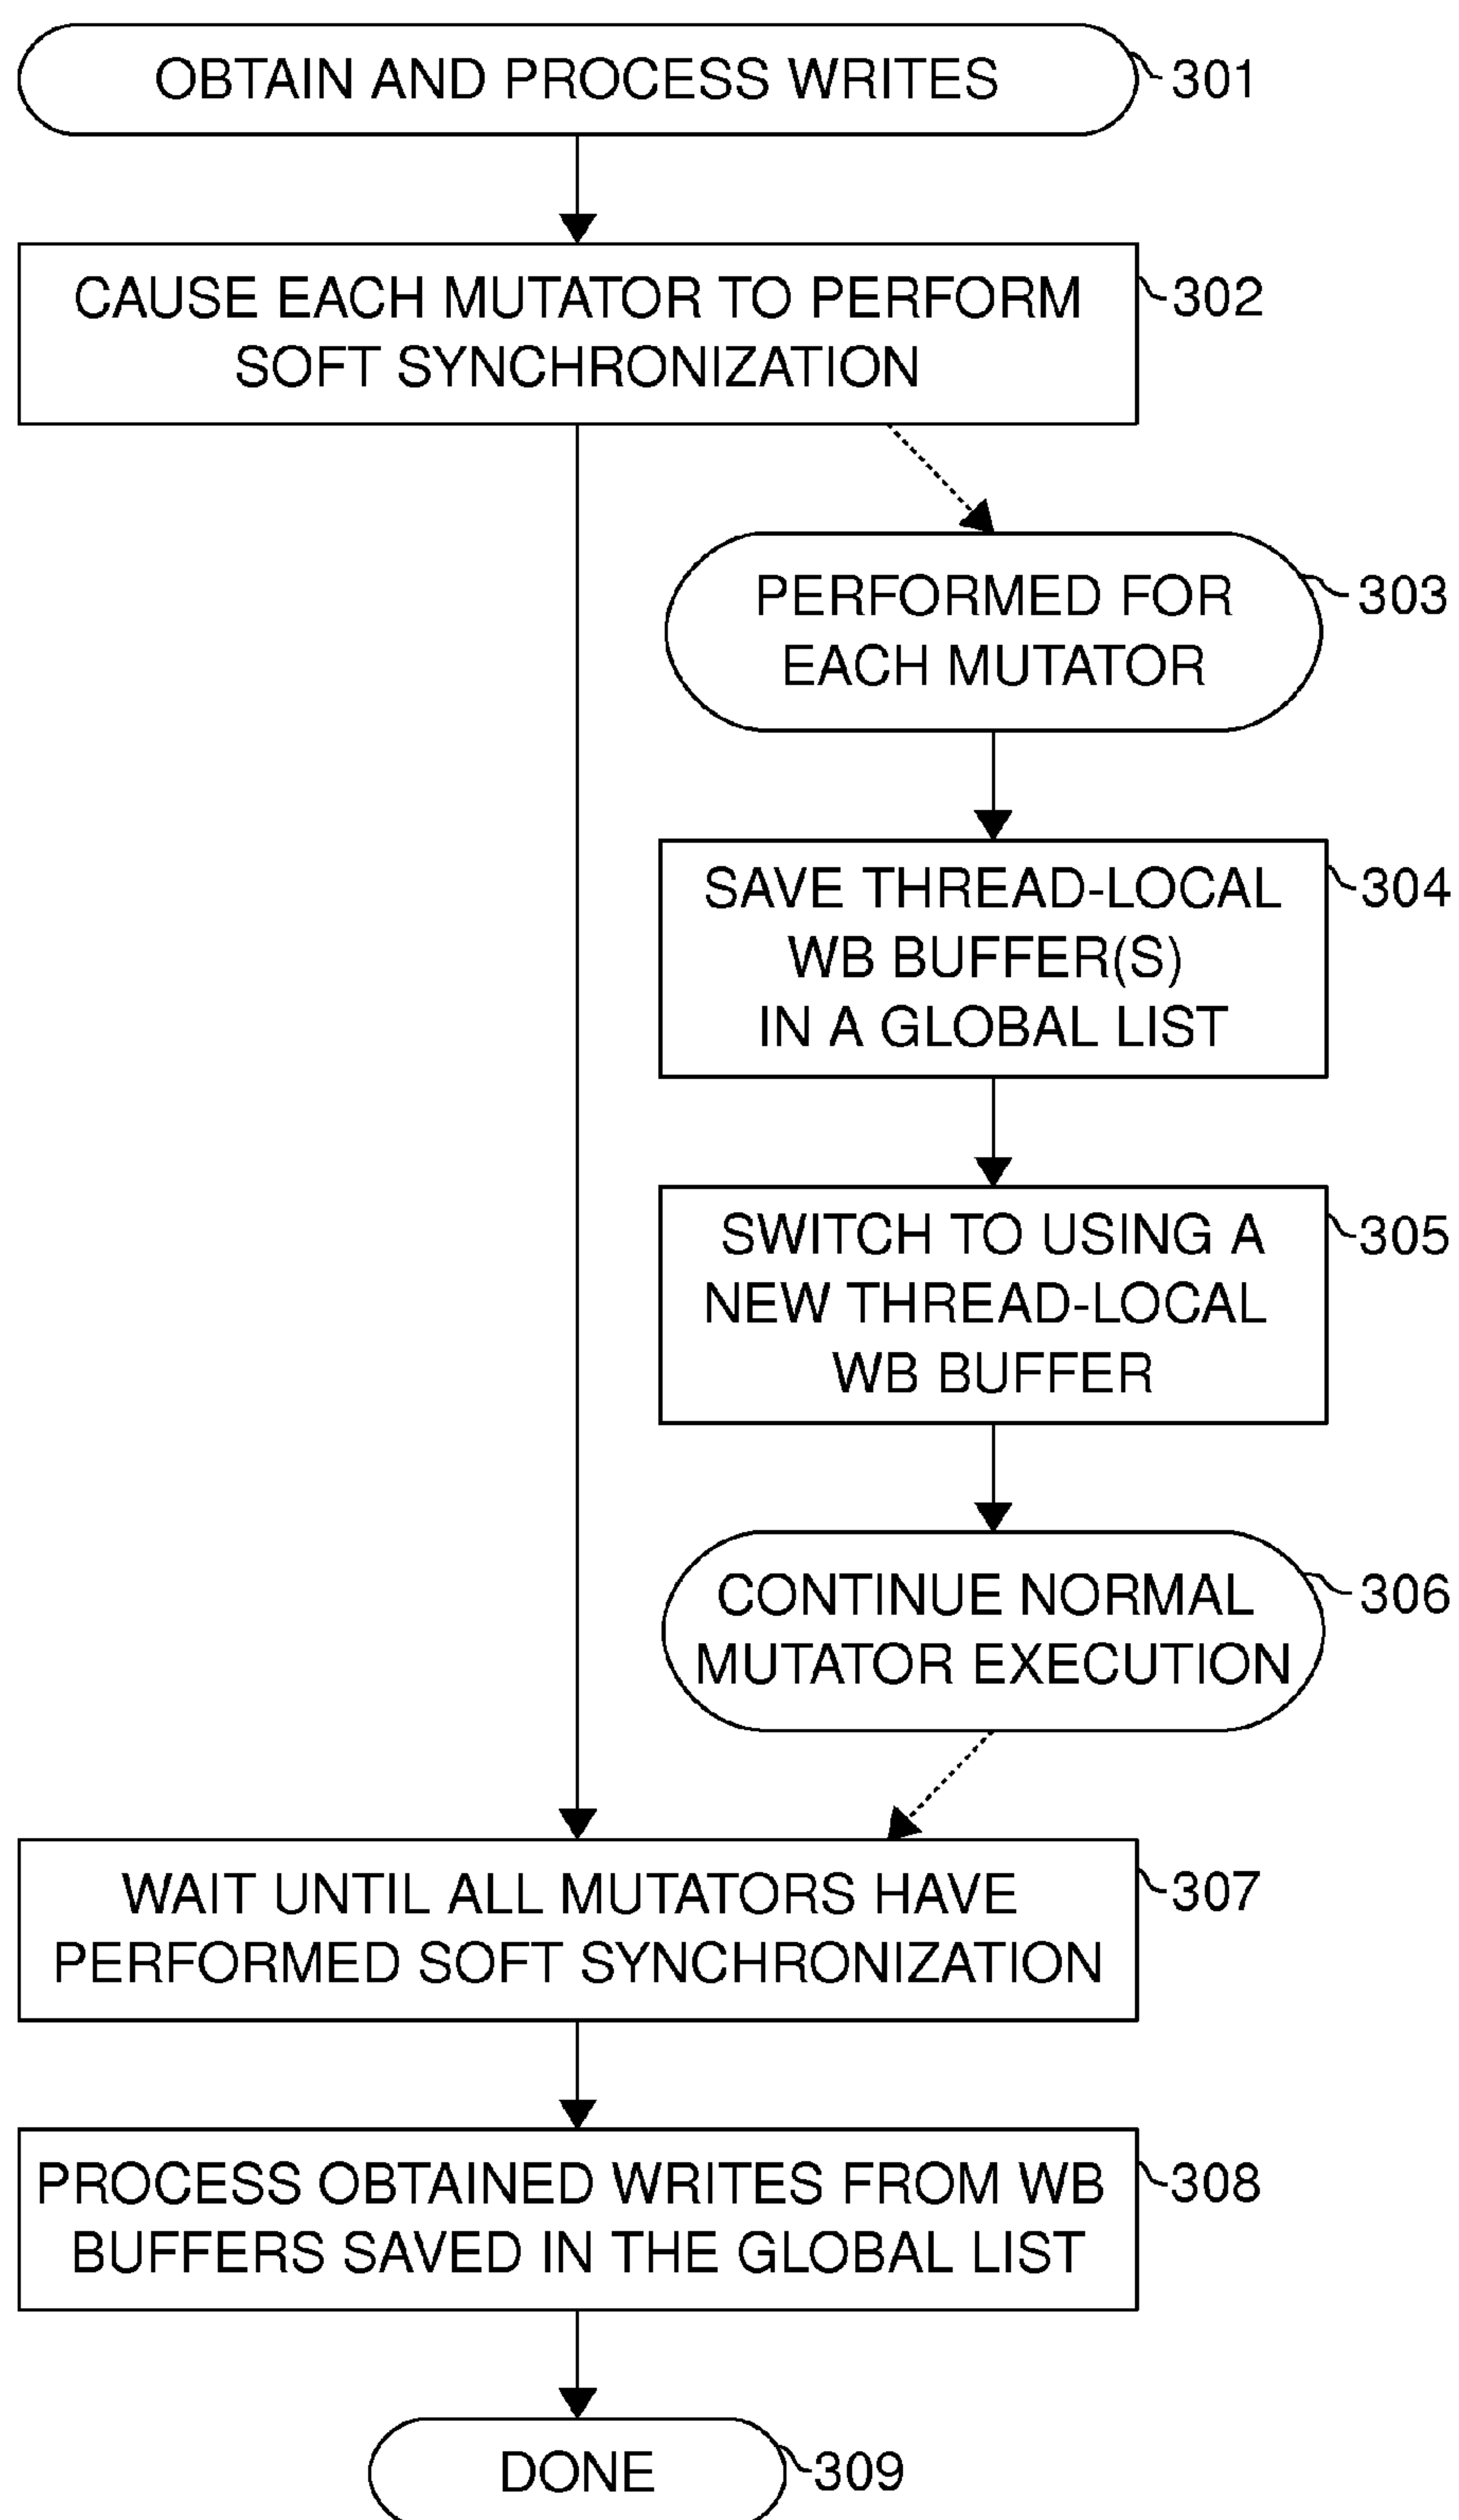 OBTAIN AND PROCESS WRITES
301
CAUSE EACH MUTATOR TO PERFORM
SOFT SYNCHRONIZATION
302
PERFORMED FOR
EACH MUTATOR
303
SAVE THREAD-LOCAL
WB BUFFER(S)
IN A GLOBAL LIST
304
SWITCH TO USING A
NEW THREAD-LOCAL
WB BUFFER
305
CONTINUE NORMAL
MUTATOR EXECUTION
306
WAIT UNTIL ALL MUTATORS HAVE
PERFORMED SOFT SYNCHRONIZATION
307
PROCESS OBTAINED WRITES FROM WB
BUFFERS SAVED IN THE GLOBAL LIST
308
DONE
309